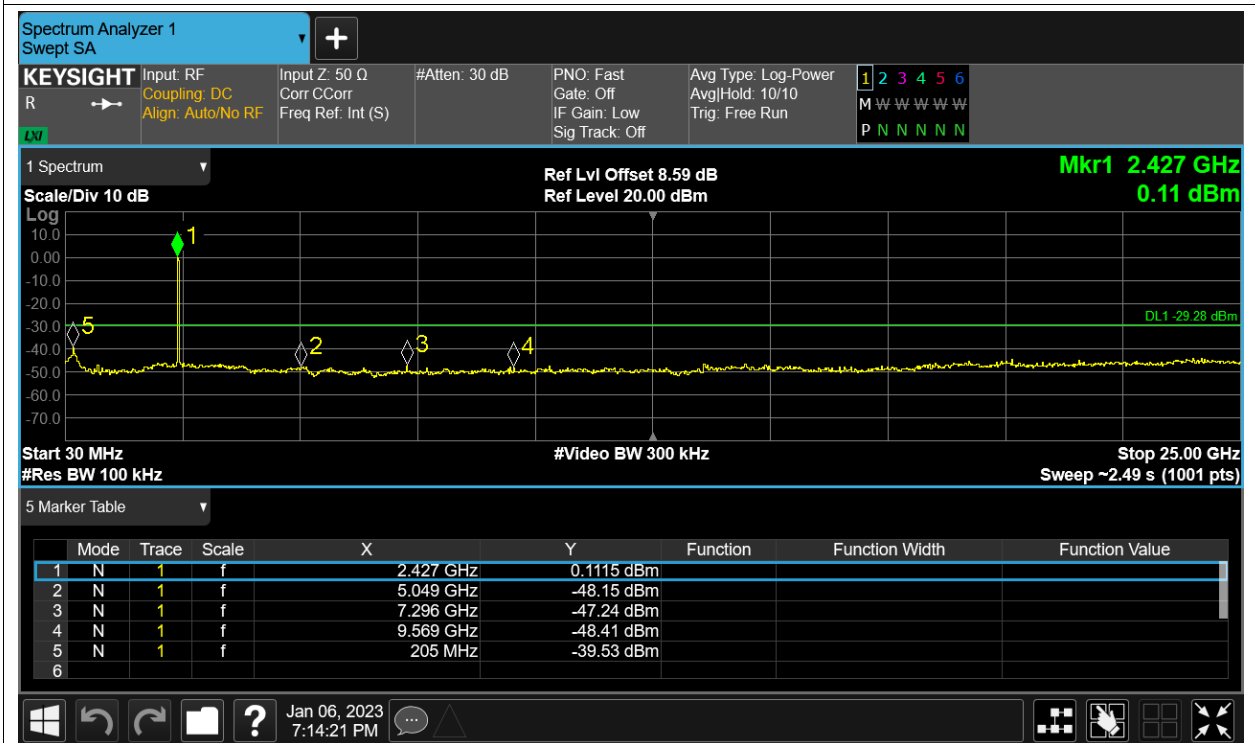 Spectrum Analyzer 1
Swept SA
+
KEYSIGHT
R
LXI
Input: RF
Coupling: DC
Align: Auto/No RF
Input Z: 50 Ω
Corr CCorr
Freq Ref: Int (S)
#Atten: 30 dB
PNO: Fast
Gate: Off
IF Gain: Low
Sig Track: Off
Avg Type: Log-Power
Avg|Hold: 10/10
Trig: Free Run
1 2 3 4 5 6
M W W W W W
P N N N N N
1 Spectrum
Scale/Div 10 dB
Ref Lvl Offset 8.59 dB
Ref Level 20.00 dBm
Mkr1 2.427 GHz
0.11 dBm
Log
10.0
0.00
-10.0
-20.0
-30.0
-40.0
-50.0
-60.0
-70.0
1
5
2
3
4
DL1 -29.28 dBm
Start 30 MHz
#Res BW 100 kHz
#Video BW 300 kHz
Stop 25.00 GHz
Sweep ~2.49 s (1001 pts)
5 Marker Table
Mode Trace Scale X Y Function Function Width Function Value
1 N 1 f 2.427 GHz 0.1115 dBm
2 N 1 f 5.049 GHz -48.15 dBm
3 N 1 f 7.296 GHz -47.24 dBm
4 N 1 f 9.569 GHz -48.41 dBm
5 N 1 f 205 MHz -39.53 dBm
6
?
Jan 06, 2023
7:14:21 PM